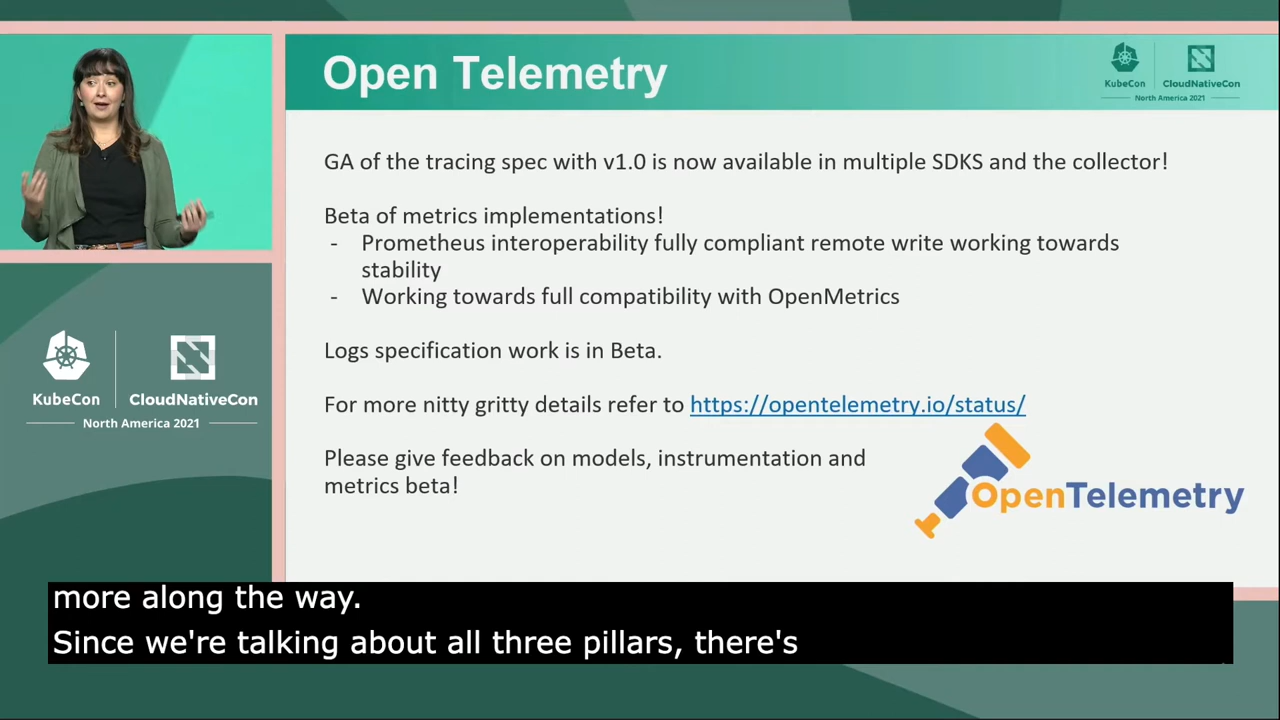 Open Telemetry
KubeCon
CloudNativeCon
North America 2021
GA of the tracing spec with v1.0 is now available in multiple SDKS and the collector!
Beta of metrics implementations!
- Prometheus interoperability fully compliant remote write working towards
stability
- Working towards full compatibility with OpenMetrics
Logs specification work is in Beta.
For more nitty gritty details refer to https://opentelemetry.io/status/
Please give feedback on models, instrumentation and
metrics beta!
OpenTelemetry
KubeCon
CloudNativeCon
North America 2021
more along the way.
Since we're talking about all three pillars, there's